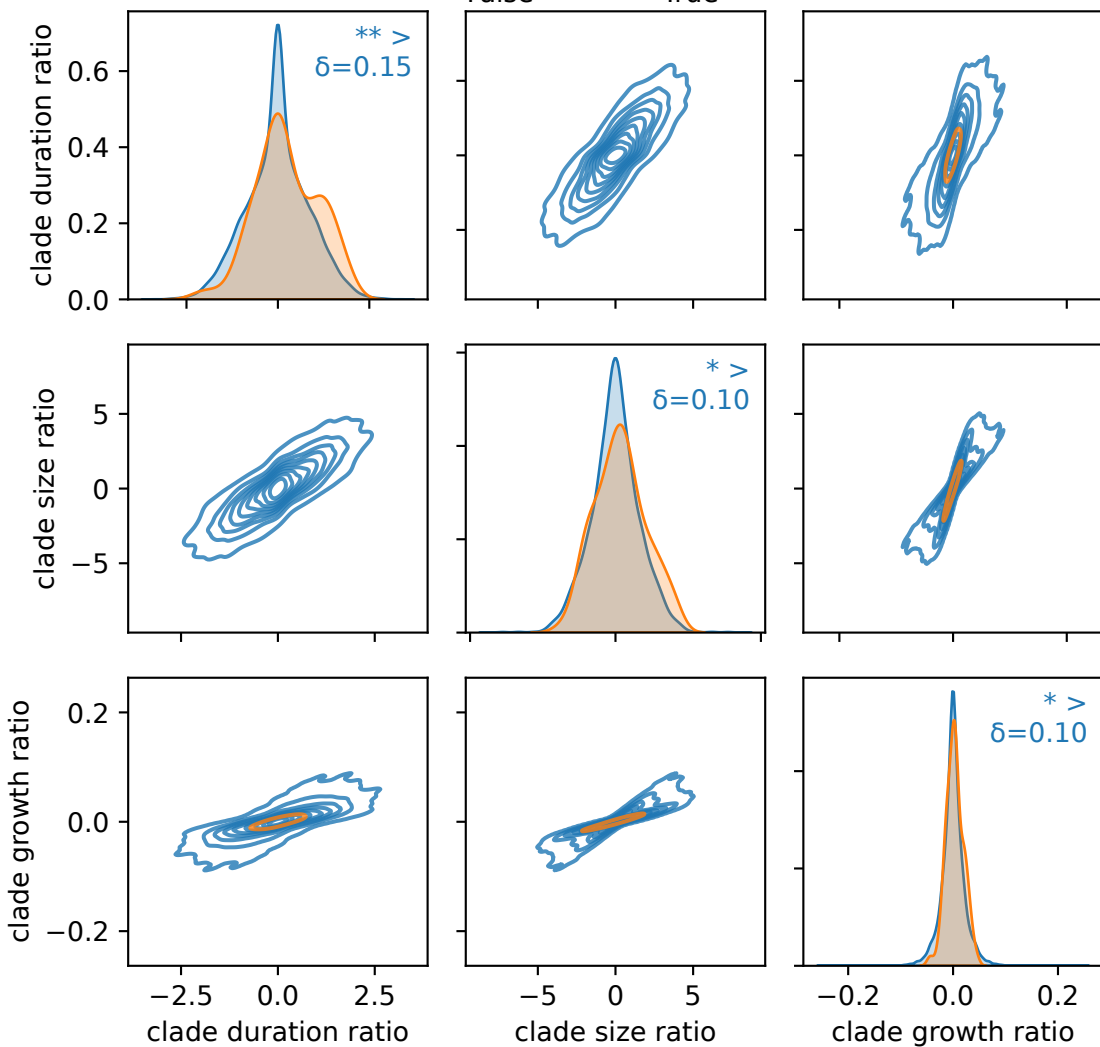 clade duration ratio
0.6
0.4
0.2
0.0
** >
δ=0.15
clade size ratio
5
0
−5
* >
δ=0.10
clade growth ratio
0.2
0.0
−0.2
* >
δ=0.10
−2.5 0.0 2.5
−5 0 5
−0.2 0.0 0.2
clade duration ratio
clade size ratio
clade growth ratio